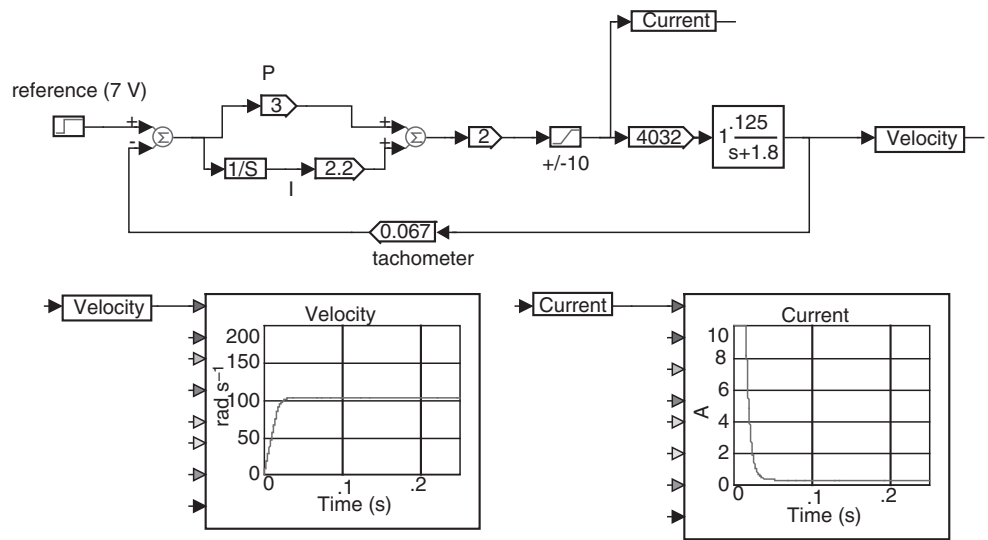 Current
reference (7 V)
P
+
-
Σ
3
1/S
I
2.2
+
+
Σ
2
+/-10
4032
1 .125
s+1.8
Velocity
0.067
tachometer
Velocity
Velocity
200
150
100
50
0
rad s⁻¹
0 .1 .2
Time (s)
Current
Current
10
8
6
4
2
0
A
0 .1 .2
Time (s)